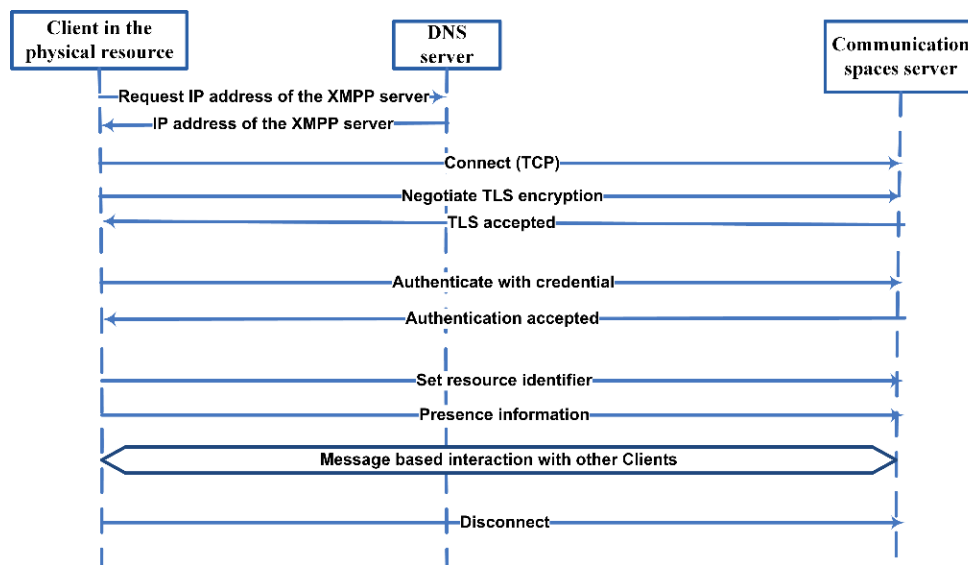 Client in the
physical resource
DNS
server
Communication
spaces server
Request IP address of the XMPP server
IP address of the XMPP server
Connect (TCP)
Negotiate TLS encryption
TLS accepted
Authenticate with credential
Authentication accepted
Set resource identifier
Presence information
Message based interaction with other Clients
Disconnect